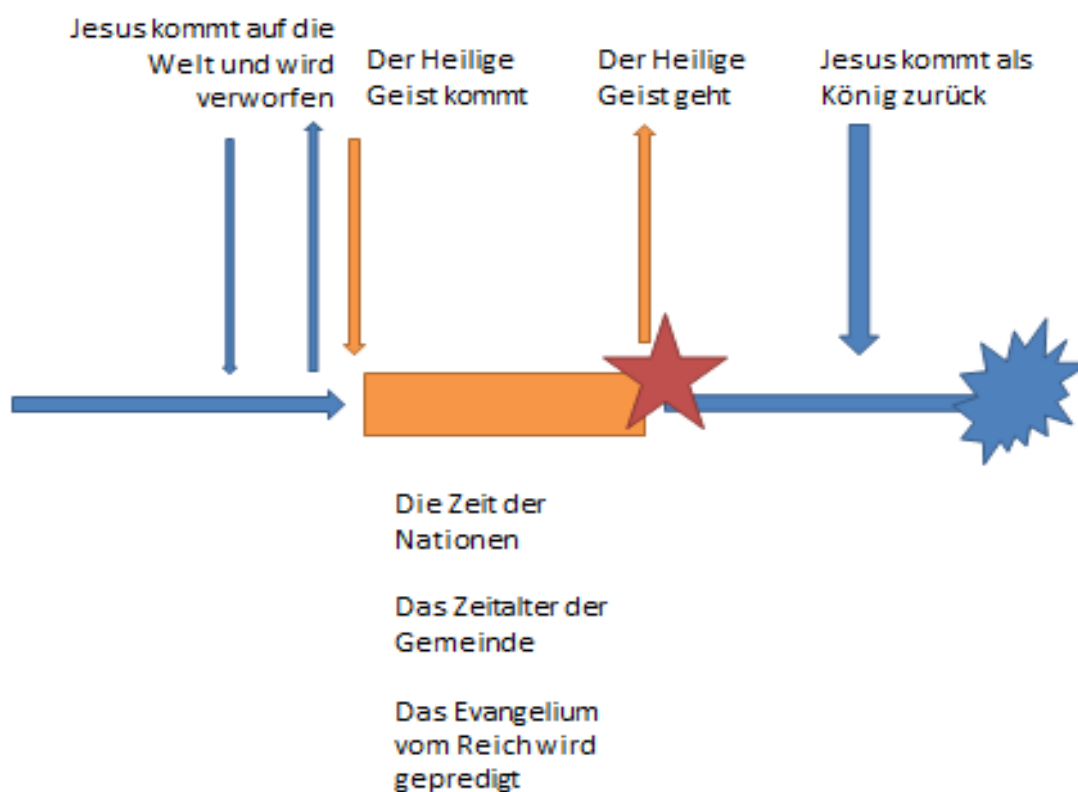 Jesus kommt auf die
Welt und wird
verworfen
Der Heilige
Geist kommt
Der Heilige
Geist geht
Jesus kommt als
König zurück
Die Zeit der
Nationen
Das Zeitalter der
Gemeinde
Das Evangelium
vom Reich wird
gepredigt